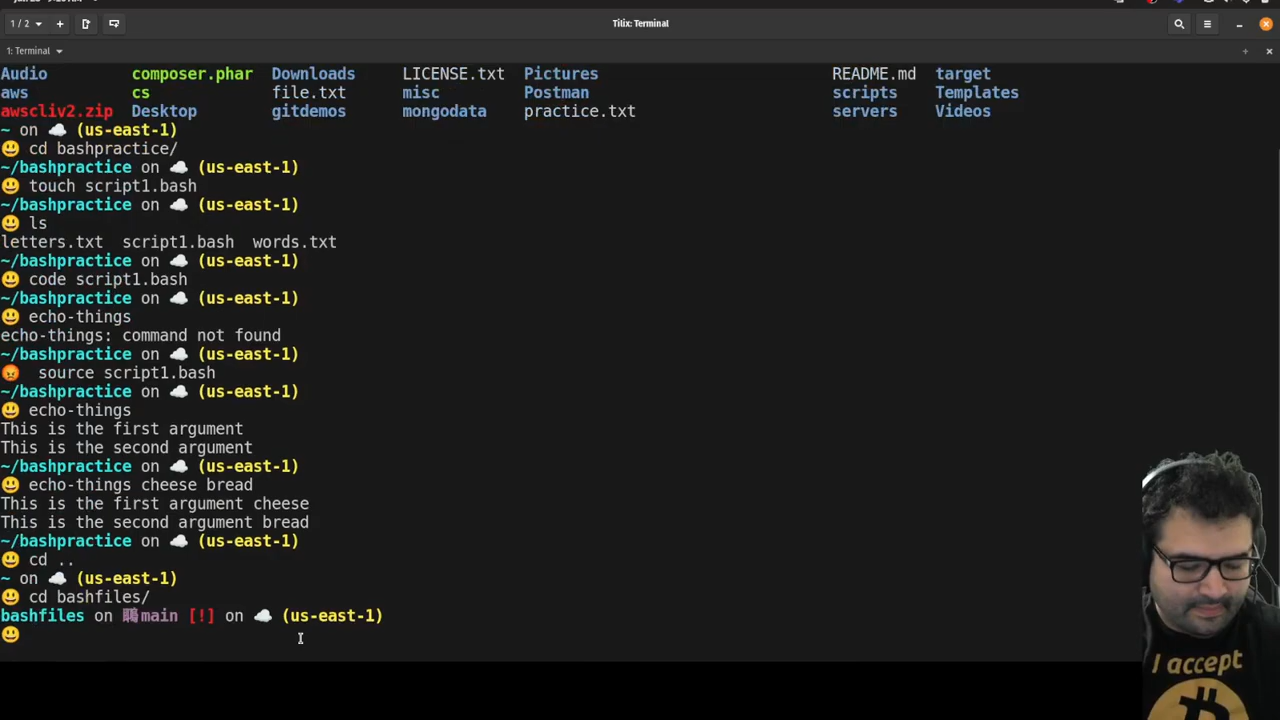 1 / 2
Tilix: Terminal
1: Terminal
Audio composer.phar Downloads LICENSE.txt Pictures README.md target
aws cs file.txt misc Postman scripts Templates
awscliv2.zip Desktop gitdemos mongodata practice.txt servers Videos
~ on ☁️ (us-east-1)
😃 cd bashpractice/
~/bashpractice on ☁️ (us-east-1)
😃 touch script1.bash
~/bashpractice on ☁️ (us-east-1)
😃 ls
letters.txt script1.bash words.txt
~/bashpractice on ☁️ (us-east-1)
😃 code script1.bash
~/bashpractice on ☁️ (us-east-1)
😃 echo-things
echo-things: command not found
~/bashpractice on ☁️ (us-east-1)
😡 source script1.bash
~/bashpractice on ☁️ (us-east-1)
😃 echo-things
This is the first argument
This is the second argument
~/bashpractice on ☁️ (us-east-1)
😃 echo-things cheese bread
This is the first argument cheese
This is the second argument bread
~/bashpractice on ☁️ (us-east-1)
😃 cd ..
~ on ☁️ (us-east-1)
😃 cd bashfiles/
bashfiles on main [!] on ☁️ (us-east-1)
😃
I accept